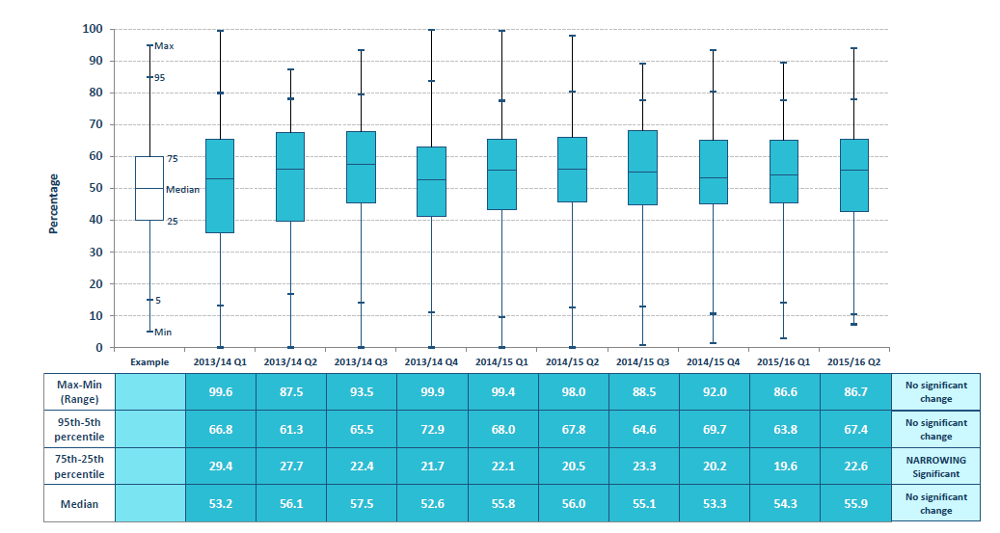 100
90
80
70
60
50
40
30
20
10
0
Percentage
Max
95
75
Median
25
5
Min
Example 2013/14 Q1 2013/14 Q2 2013/14 Q3 2013/14 Q4 2014/15 Q1 2014/15 Q2 2014/15 Q3 2014/15 Q4 2015/16 Q1 2015/16 Q2
Max-Min
(Range)
99.6 87.5 93.5 99.9 99.4 98.0 88.5 92.0 86.6 86.7
No significant
change
95th-5th
percentile
66.8 61.3 65.5 72.9 68.0 67.8 64.6 69.7 63.8 67.4
No significant
change
75th-25th
percentile
29.4 27.7 22.4 21.7 22.1 20.5 23.3 20.2 19.6 22.6
NARROWING
Significant
Median
53.2 56.1 57.5 52.6 55.8 56.0 55.1 53.3 54.3 55.9
No significant
change